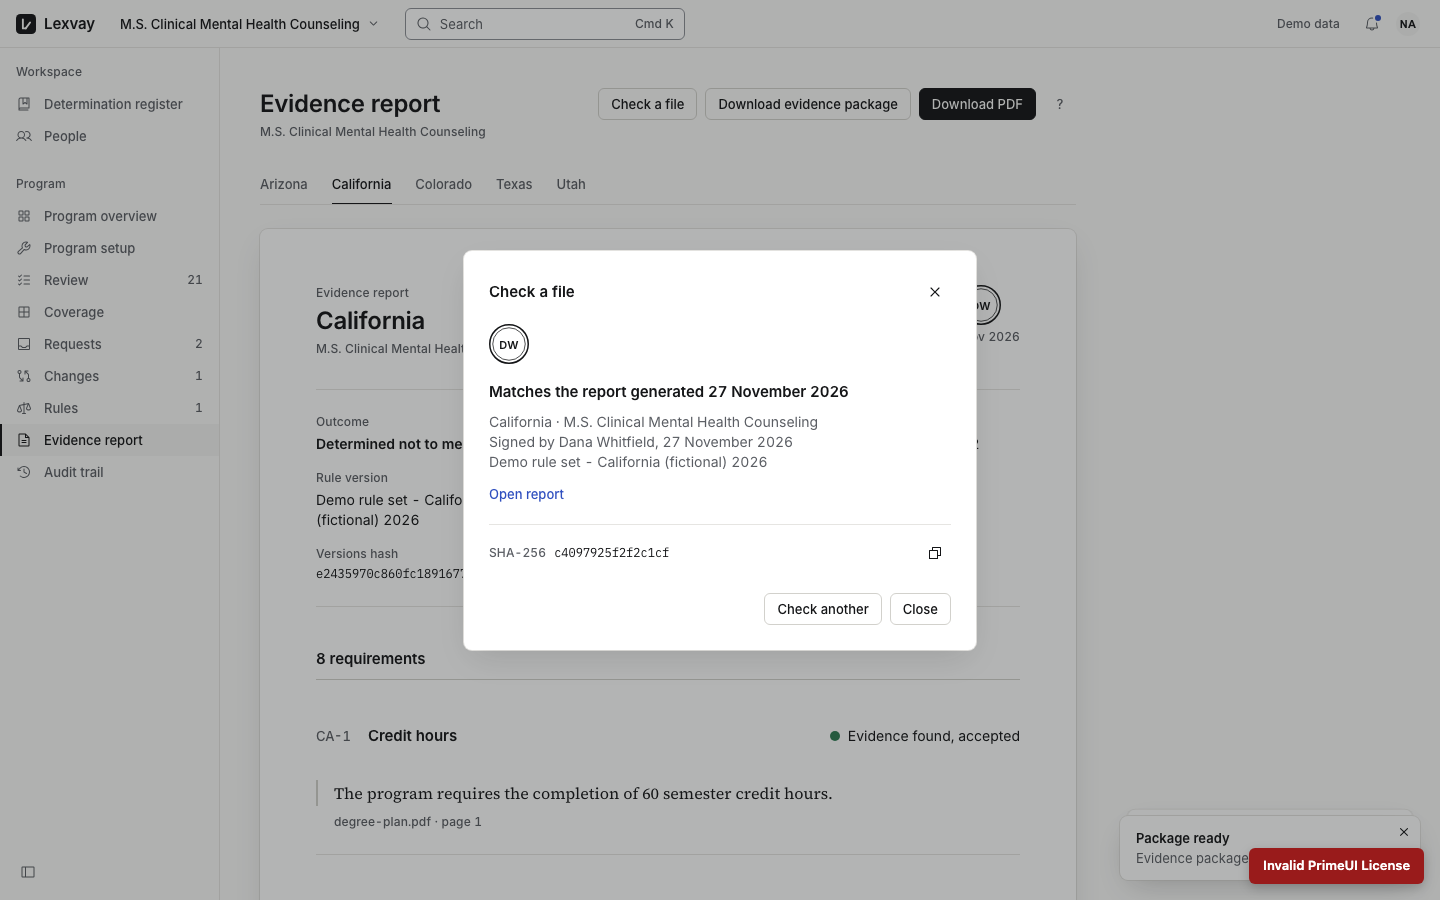 Lexvay
M.S. Clinical Mental Health Counseling
Search
Cmd K
Demo data
NA
Workspace
Determination register
People
Program
Program overview
Program setup
Review 21
Coverage
Requests 2
Changes 1
Rules 1
Evidence report
Audit trail
Evidence report
M.S. Clinical Mental Health Counseling
Check a file
Download evidence package
Download PDF
?
Arizona
California
Colorado
Texas
Utah
Evidence report
California
M.S. Clinical Mental Healt
DW
2026
Outcome
Determined not to me
Rule version
Demo rule set - Califo
(fictional) 2026
Versions hash
e2435970c860fc189167
Check a file
DW
Matches the report generated 27 November 2026
California · M.S. Clinical Mental Health Counseling
Signed by Dana Whitfield, 27 November 2026
Demo rule set - California (fictional) 2026
Open report
SHA-256 c4097925f2f2c1cf
Check another
Close
8 requirements
CA-1 Credit hours
Evidence found, accepted
The program requires the completion of 60 semester credit hours.
degree-plan.pdf · page 1
Package ready
Evidence package
Invalid PrimeUI License